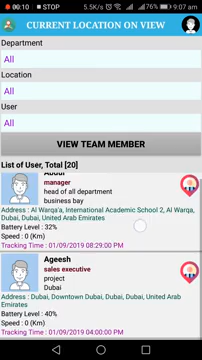 00:10 STOP 5.5K/s 76% 9:07 am
CURRENT LOCATION ON VIEW
Department
All
Location
All
User
All
VIEW TEAM MEMBER
List of User, Total [20]
Abdul
manager
head of all department
business bay
Address : Al Warqa'a, International Academic School 2, Al Warqa,
Dubai, Dubai, United Arab Emirates
Battery Level : 32%
Speed : 0 (Km)
Tracking Time : 01/09/2019 08:29:00 PM
Ageesh
sales executive
project
Dubai
Address : Dubai, Downtown Dubai, Dubai, Dubai, United Arab
Emirates
Battery Level : 40%
Speed : 0 (Km)
Tracking Time : 01/09/2019 04:00:00 PM